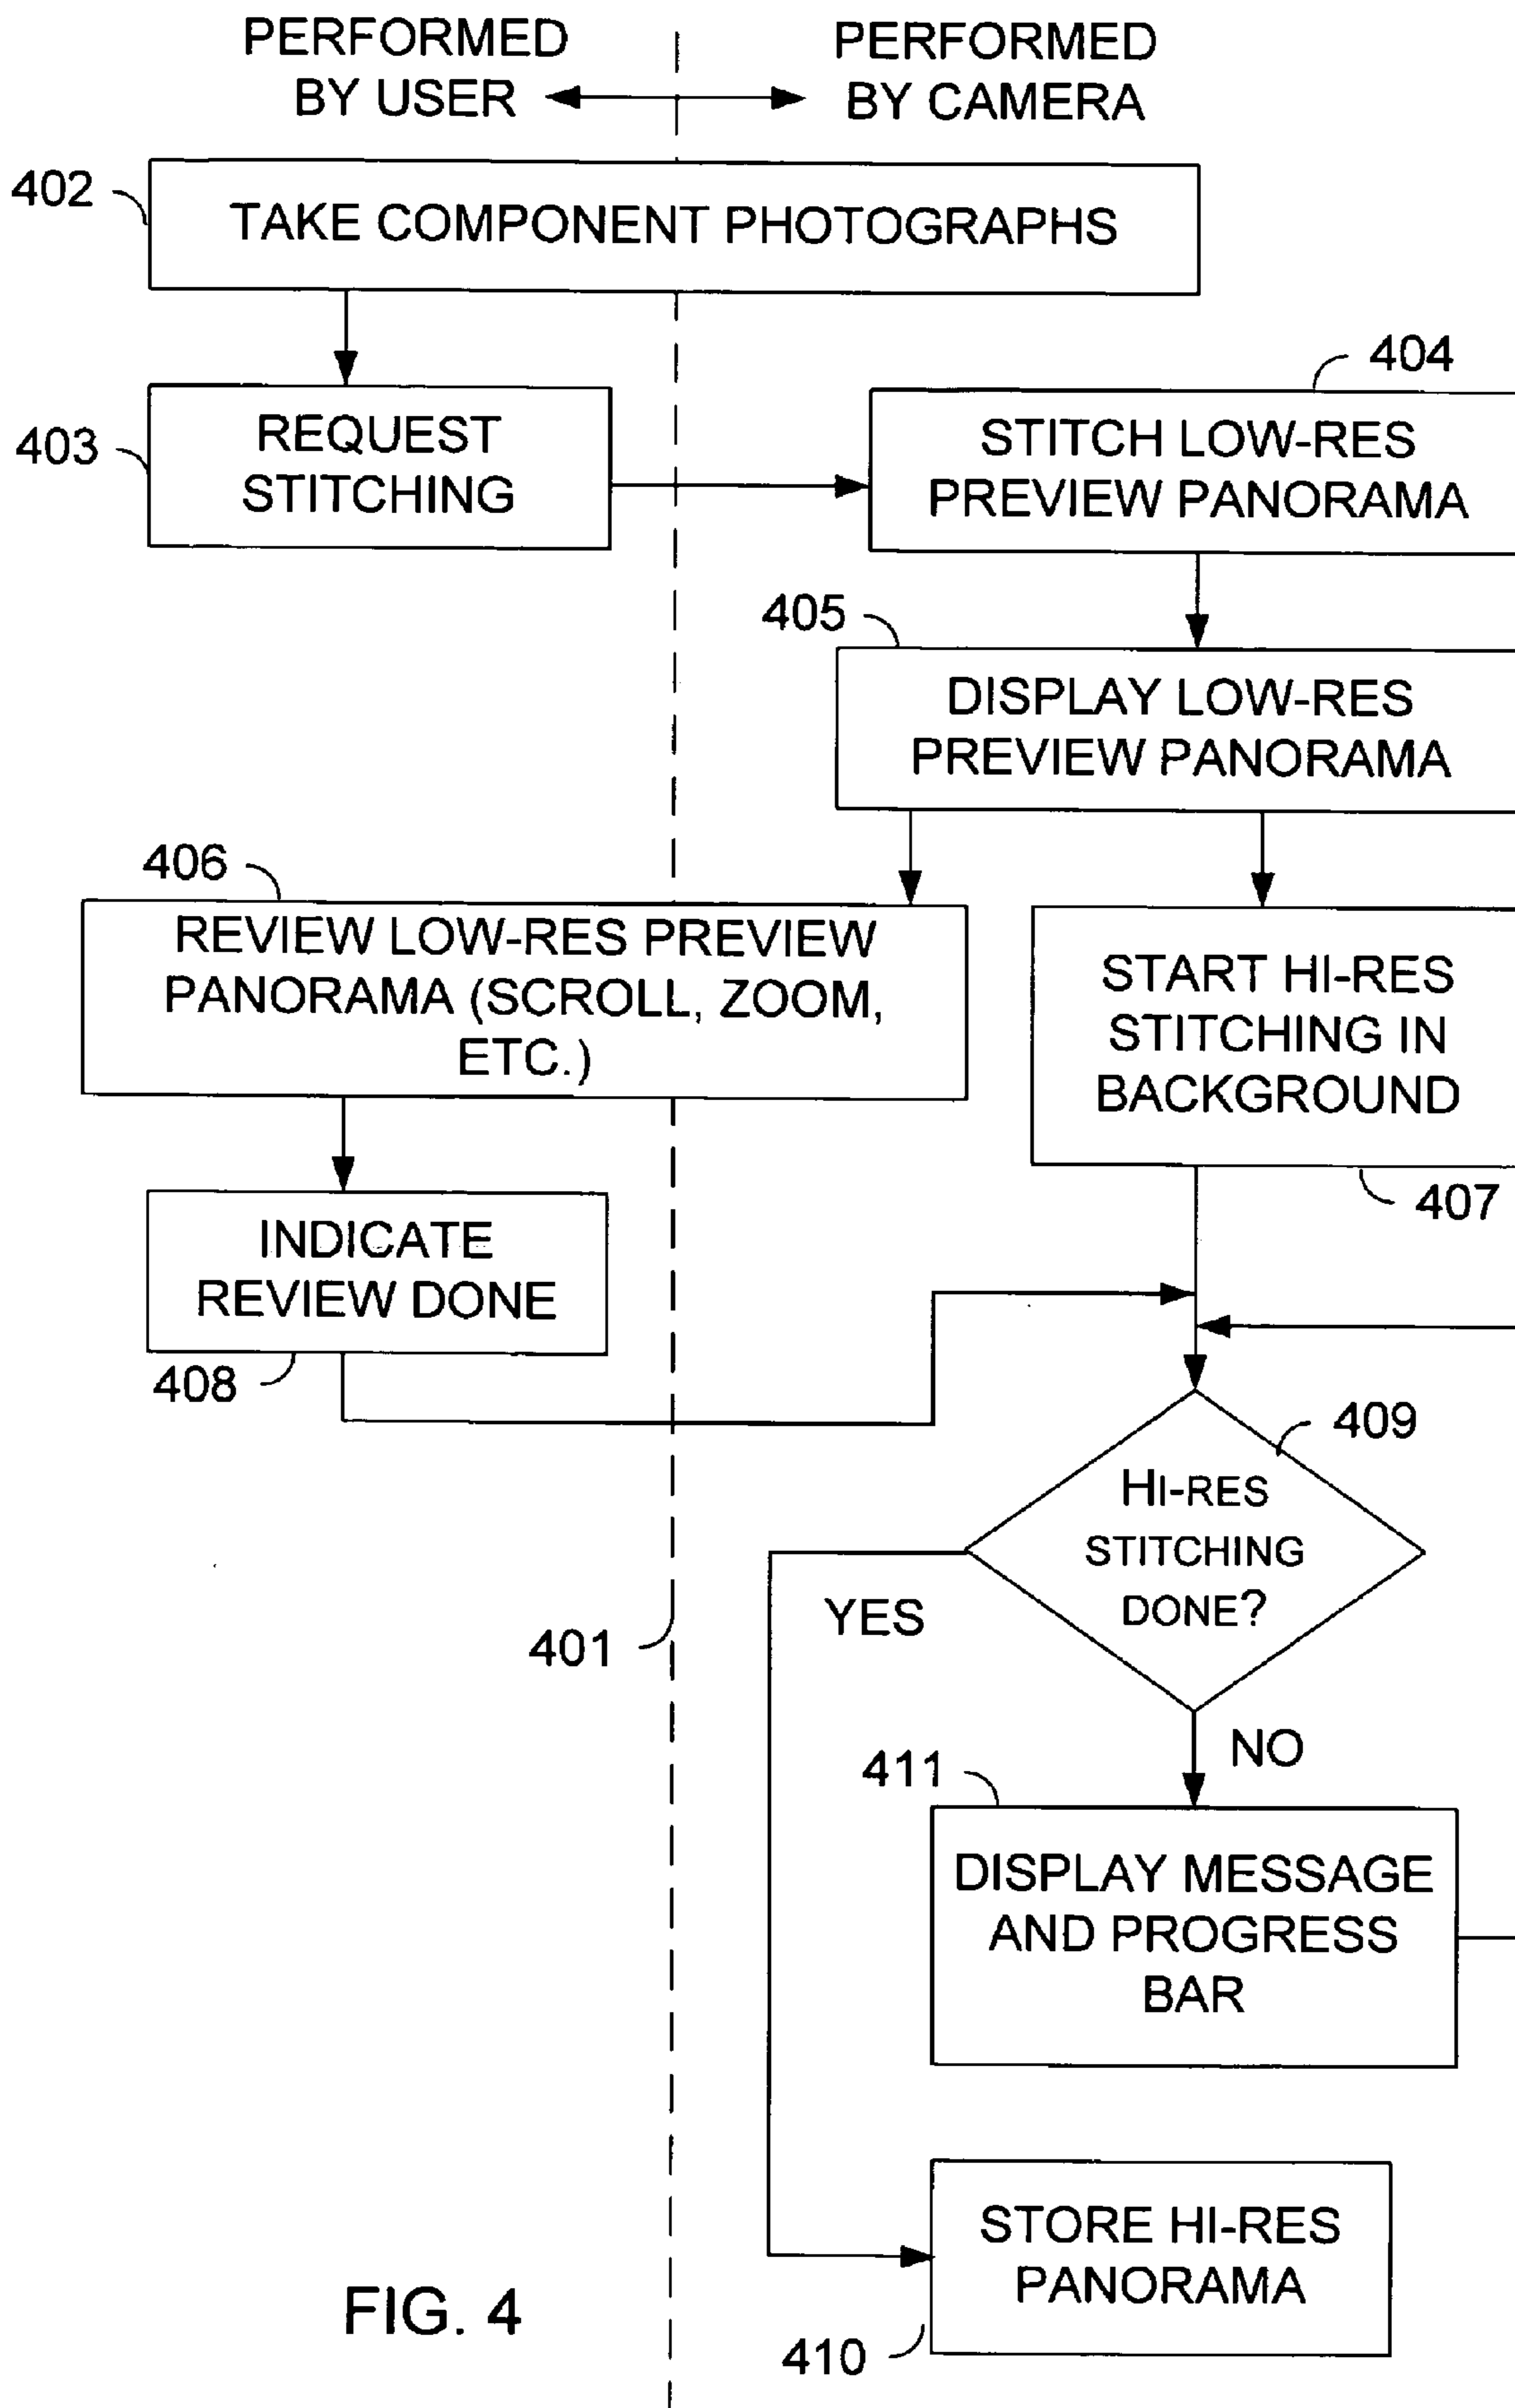 PERFORMED
BY USER
PERFORMED
BY CAMERA
402
TAKE COMPONENT PHOTOGRAPHS
403
REQUEST
STITCHING
404
STITCH LOW-RES
PREVIEW PANORAMA
405
DISPLAY LOW-RES
PREVIEW PANORAMA
406
REVIEW LOW-RES PREVIEW
PANORAMA (SCROLL, ZOOM,
ETC.)
START HI-RES
STITCHING IN
BACKGROUND
407
INDICATE
REVIEW DONE
408
409
HI-RES
STITCHING
DONE?
YES
401
NO
411
DISPLAY MESSAGE
AND PROGRESS
BAR
STORE HI-RES
PANORAMA
410
FIG. 4